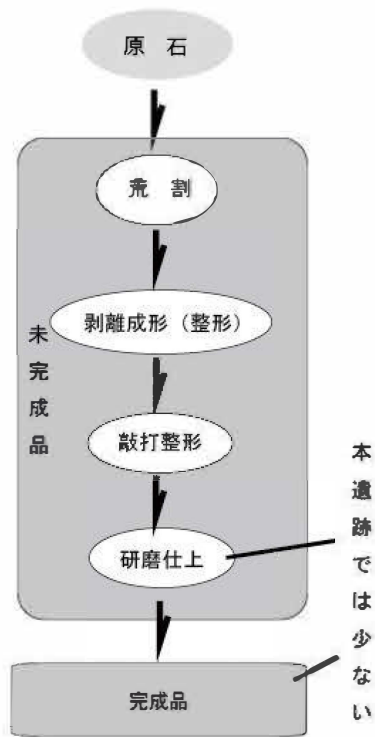 原石
荒割
剥離成形（整形）
未完成品
敲打整形
研磨仕上
本遺跡では少ない
完成品